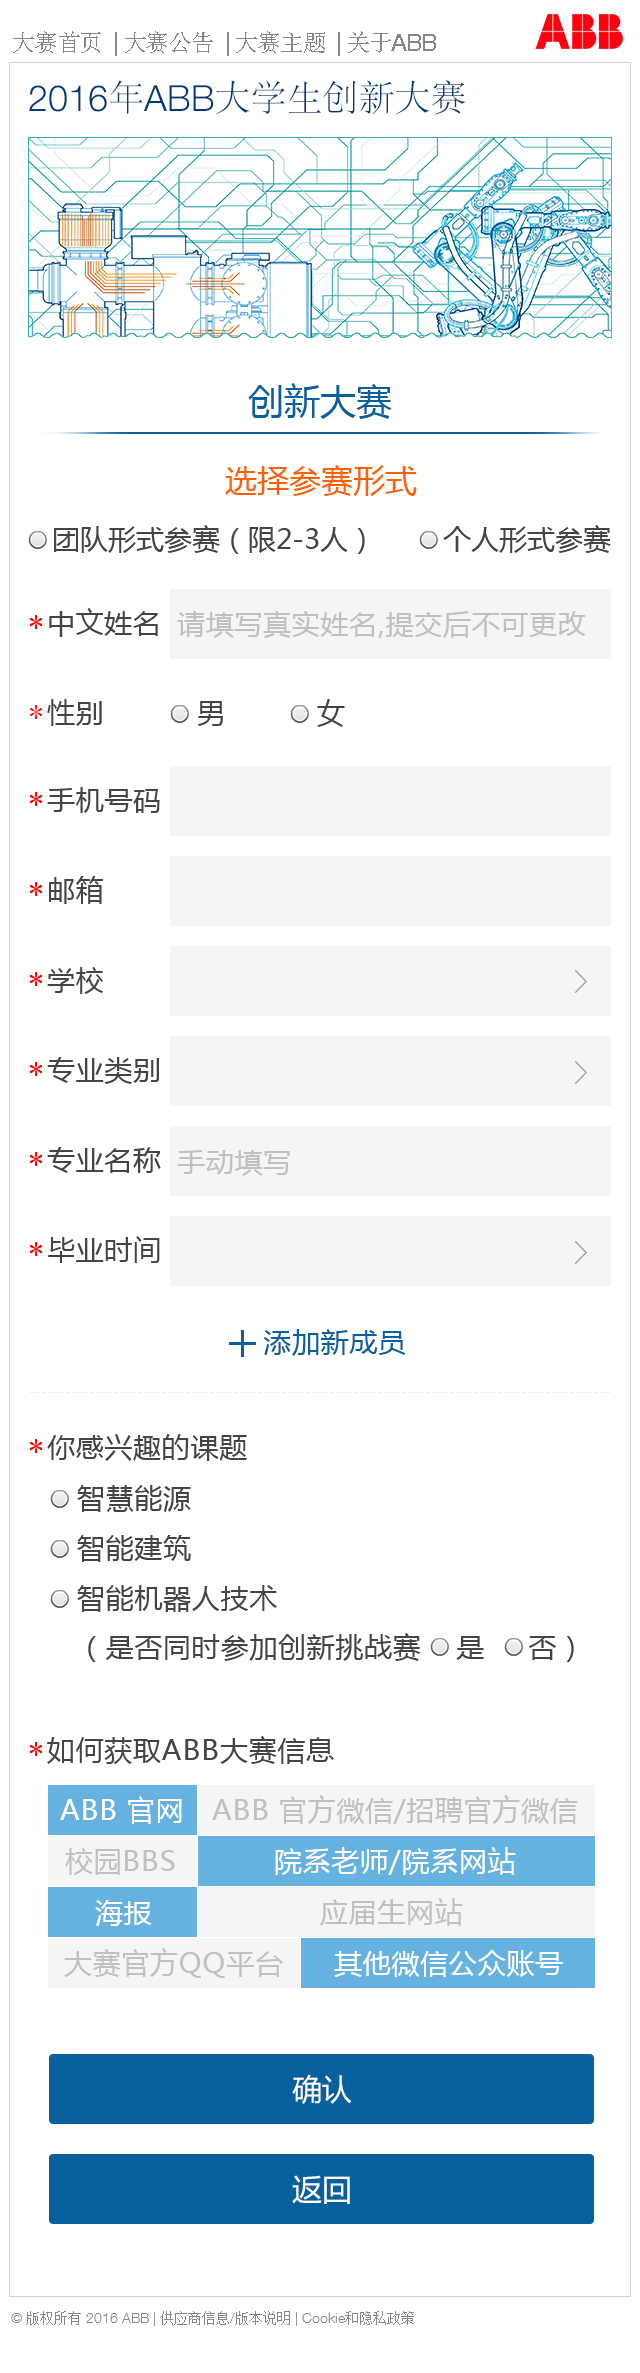 大赛首页 | 大赛公告 | 大赛主题 | 关于ABB
ABB
2016年ABB大学生创新大赛
创新大赛
选择参赛形式
团队形式参赛（限2-3人） 个人形式参赛
*中文姓名 请填写真实姓名,提交后不可更改
*性别 男 女
*手机号码
*邮箱
*学校
*专业类别
*专业名称 手动填写
*毕业时间
添加新成员
*你感兴趣的课题
智慧能源
智能建筑
智能机器人技术
（是否同时参加创新挑战赛 是 否）
*如何获取ABB大赛信息
ABB 官网 ABB 官方微信/招聘官方微信
校园BBS 院系老师/院系网站
海报 应届生网站
大赛官方QQ平台 其他微信公众账号
确认
返回
© 版权所有 2016 ABB | 供应商信息/版本说明 | Cookie和隐私政策